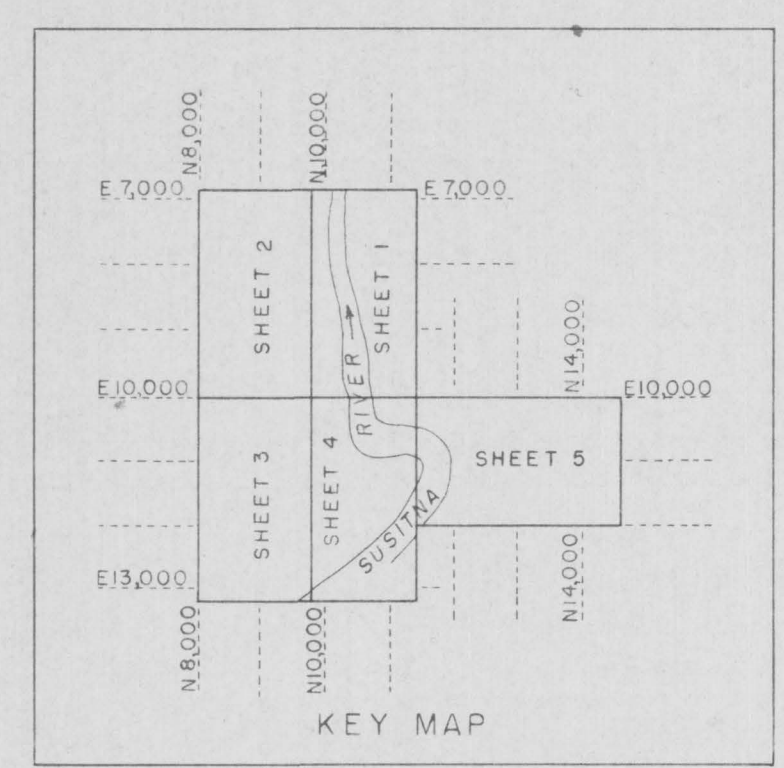 N8,000
N10,000
E 7,000
E 7,000
SHEET 2
SHEET 1
N14,000
E10,000
E10,000
RIVER
SHEET 3
SHEET 4
SHEET 5
SUSITNA
E13,000
N8,000
N10,000
N14,000
KEY MAP